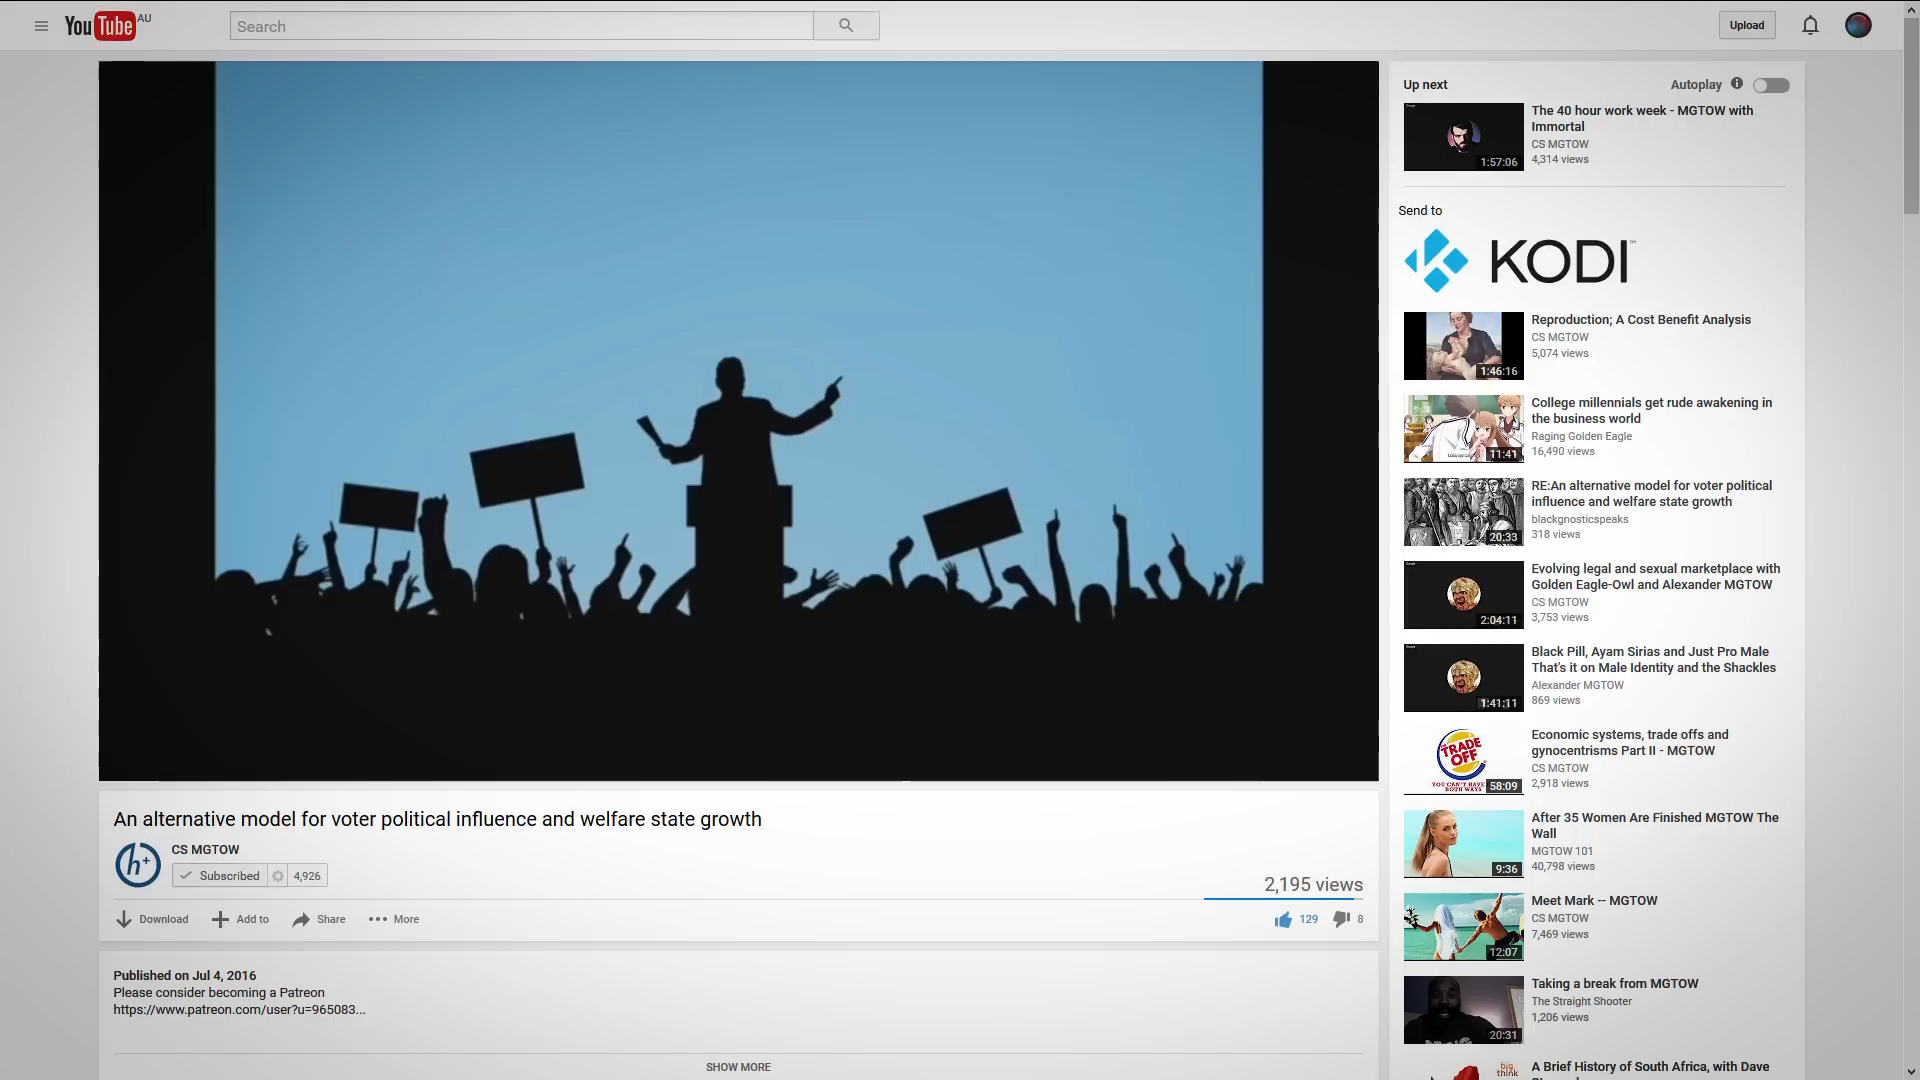 YouTube AU
Search
Upload
Up next
Autoplay
The 40 hour work week - MGTOW with
Immortal
CS MGTOW
4,314 views
1:57:06
Send to
KODI™
Reproduction; A Cost Benefit Analysis
CS MGTOW
5,074 views
1:46:16
College millennials get rude awakening in
the business world
Raging Golden Eagle
16,490 views
11:41
RE:An alternative model for voter political
influence and welfare state growth
blackgnosticspeaks
318 views
20:33
Evolving legal and sexual marketplace with
Golden Eagle-Owl and Alexander MGTOW
CS MGTOW
3,753 views
2:04:11
Black Pill, Ayam Sirias and Just Pro Male
That's it on Male Identity and the Shackles
Alexander MGTOW
869 views
1:41:11
TRADE
OFF
YOU CAN'T HAVE
BOTH WAYS
58:09
Economic systems, trade offs and
gynocentrisms Part II - MGTOW
CS MGTOW
2,918 views
After 35 Women Are Finished MGTOW The
Wall
MGTOW 101
40,798 views
9:36
Meet Mark -- MGTOW
CS MGTOW
7,469 views
12:07
Taking a break from MGTOW
The Straight Shooter
1,206 views
20:31
big
think
A Brief History of South Africa, with Dave
An alternative model for voter political influence and welfare state growth
h+
CS MGTOW
Subscribed 4,926
2,195 views
Download Add to Share More
129 8
Published on Jul 4, 2016
Please consider becoming a Patreon
https://www.patreon.com/user?u=965083...
SHOW MORE